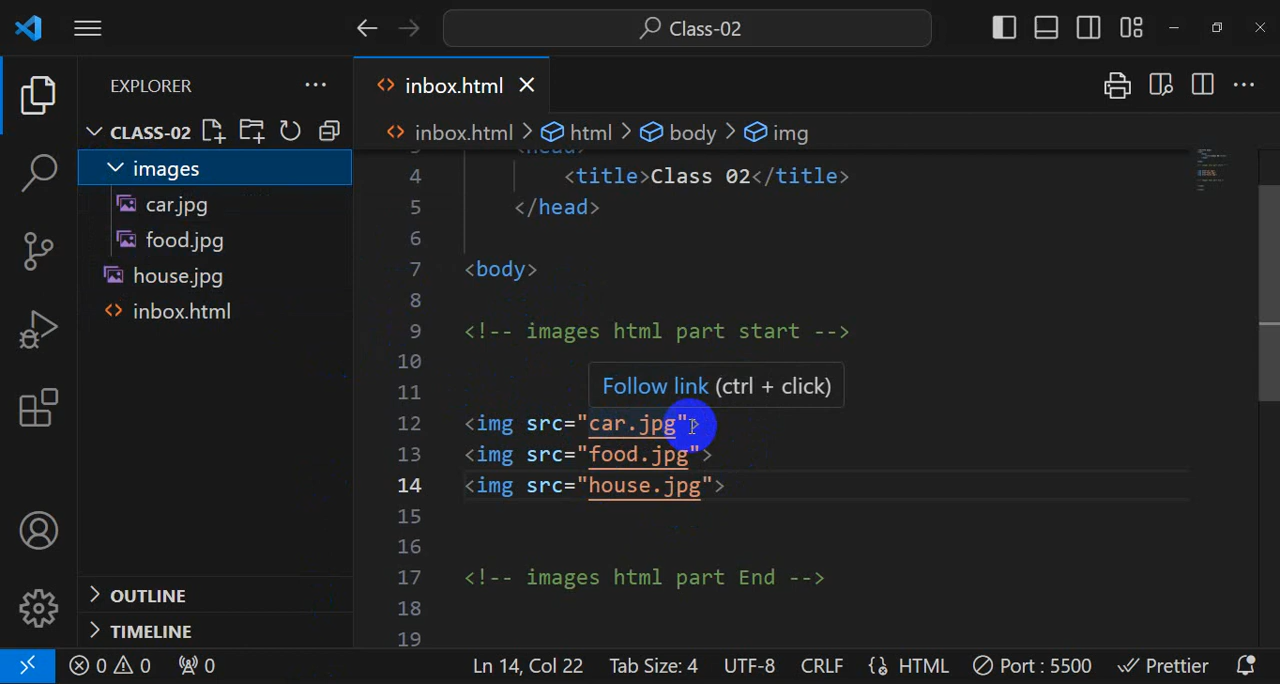 Class-02
EXPLORER
inbox.html
CLASS-02
inbox.html > html > body > img
images
car.jpg
food.jpg
house.jpg
inbox.html
4 <title>Class 02</title>
5 </head>
6
7 <body>
8
9 <!-- images html part start -->
10
11
Follow link (ctrl + click)
12 <img src="car.jpg">
13 <img src="food.jpg">
14 <img src="house.jpg">
15
16
17 <!-- images html part End -->
18
19
OUTLINE
TIMELINE
0 0 0 Ln 14, Col 22 Tab Size: 4 UTF-8 CRLF HTML Port : 5500 Prettier